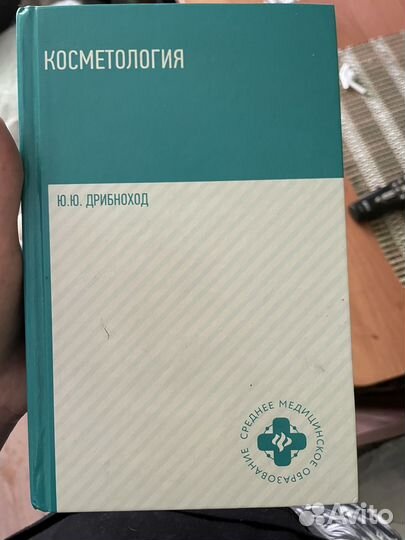 КОСМЕТОЛОГИЯ
Ю.Ю. ДРИБНОХОД
СРЕДНЕЕ МЕДИЦИНСКОЕ ОБРАЗОВАНИЕ
Avito